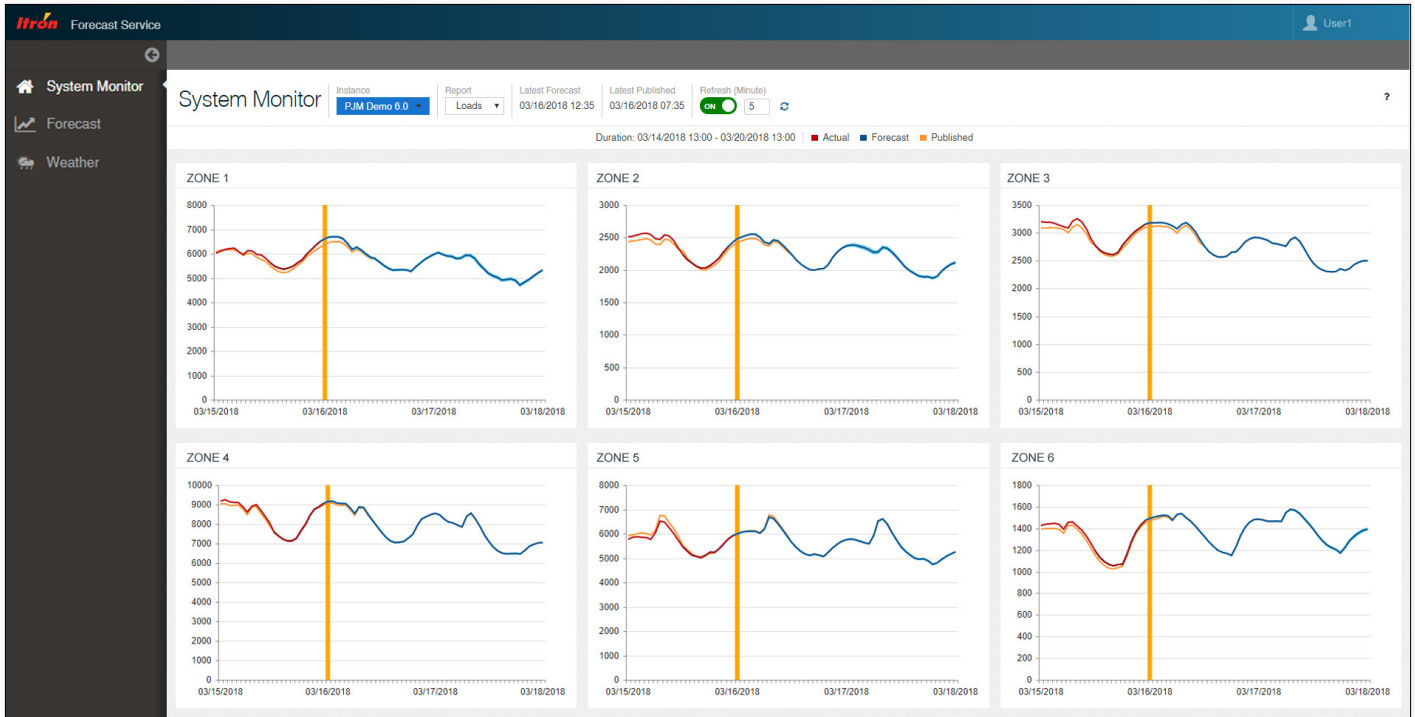 Itron Forecast Service
User1
System Monitor
Forecast
Weather
System Monitor
Instance
PJM Demo 6.0
Report
Loads
Latest Forecast
03/16/2018 12:35
Latest Published
03/16/2018 07:35
Refresh (Minute)
ON 5
?
Duration: 03/14/2018 13:00 - 03/20/2018 13:00 Actual Forecast Published
ZONE 1
8000
7000
6000
5000
4000
3000
2000
1000
0
03/15/2018 03/16/2018 03/17/2018 03/18/2018
ZONE 2
3000
2500
2000
1500
1000
500
0
03/15/2018 03/16/2018 03/17/2018 03/18/2018
ZONE 3
3500
3000
2500
2000
1500
1000
500
0
03/15/2018 03/16/2018 03/17/2018 03/18/2018
ZONE 4
10000
9000
8000
7000
6000
5000
4000
3000
2000
1000
0
03/15/2018 03/16/2018 03/17/2018 03/18/2018
ZONE 5
8000
7000
6000
5000
4000
3000
2000
1000
0
03/15/2018 03/16/2018 03/17/2018 03/18/2018
ZONE 6
1800
1600
1400
1200
1000
800
600
400
200
0
03/15/2018 03/16/2018 03/17/2018 03/18/2018